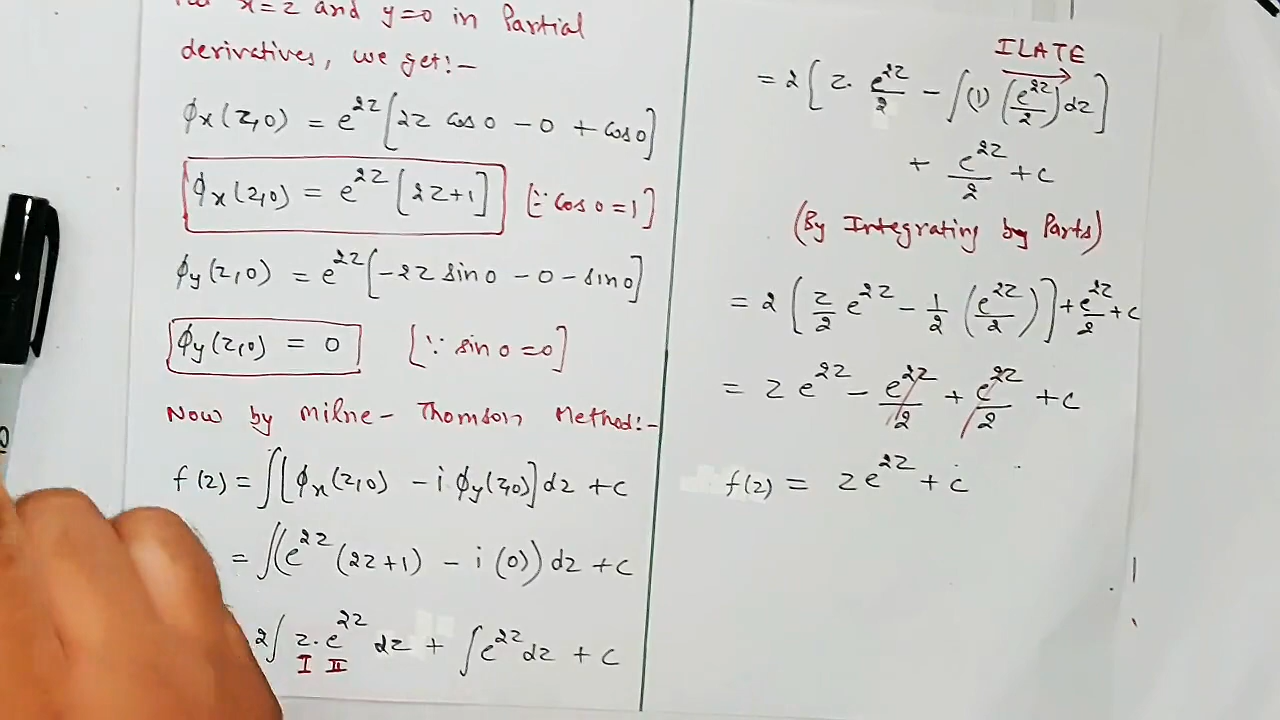 x=z and y=0 in Partial
derivatives, we get:-
ϕx(z,0) = e^2z [2z cos 0 - 0 + cos 0]
ϕx(z,0) = e^2z [2z+1] [∵ cos 0 = 1]
ϕy(z,0) = e^2z [-2z sin 0 - 0 - sin 0]
ϕy(z,0) = 0 [∵ sin 0 = 0]
Now by Milne - Thomson Method:-
f(z) = ∫[ϕx(z,0) - i ϕy(z,0)] dz + c
= ∫(e^2z (2z+1) - i (0)) dz + c
2∫ z. e^2z dz + ∫e^2z dz + c
I II
ILATE
= 2 [z. e^2z/2 - ∫(1) (e^2z/2) dz]
+ e^2z/2 + c
(By Integrating by Parts)
= 2 [z/2 e^2z - 1/2 (e^2z/2)] + e^2z/2 + c
= z e^2z - e^2z/2 + e^2z/2 + c
f(z) = z e^2z + c